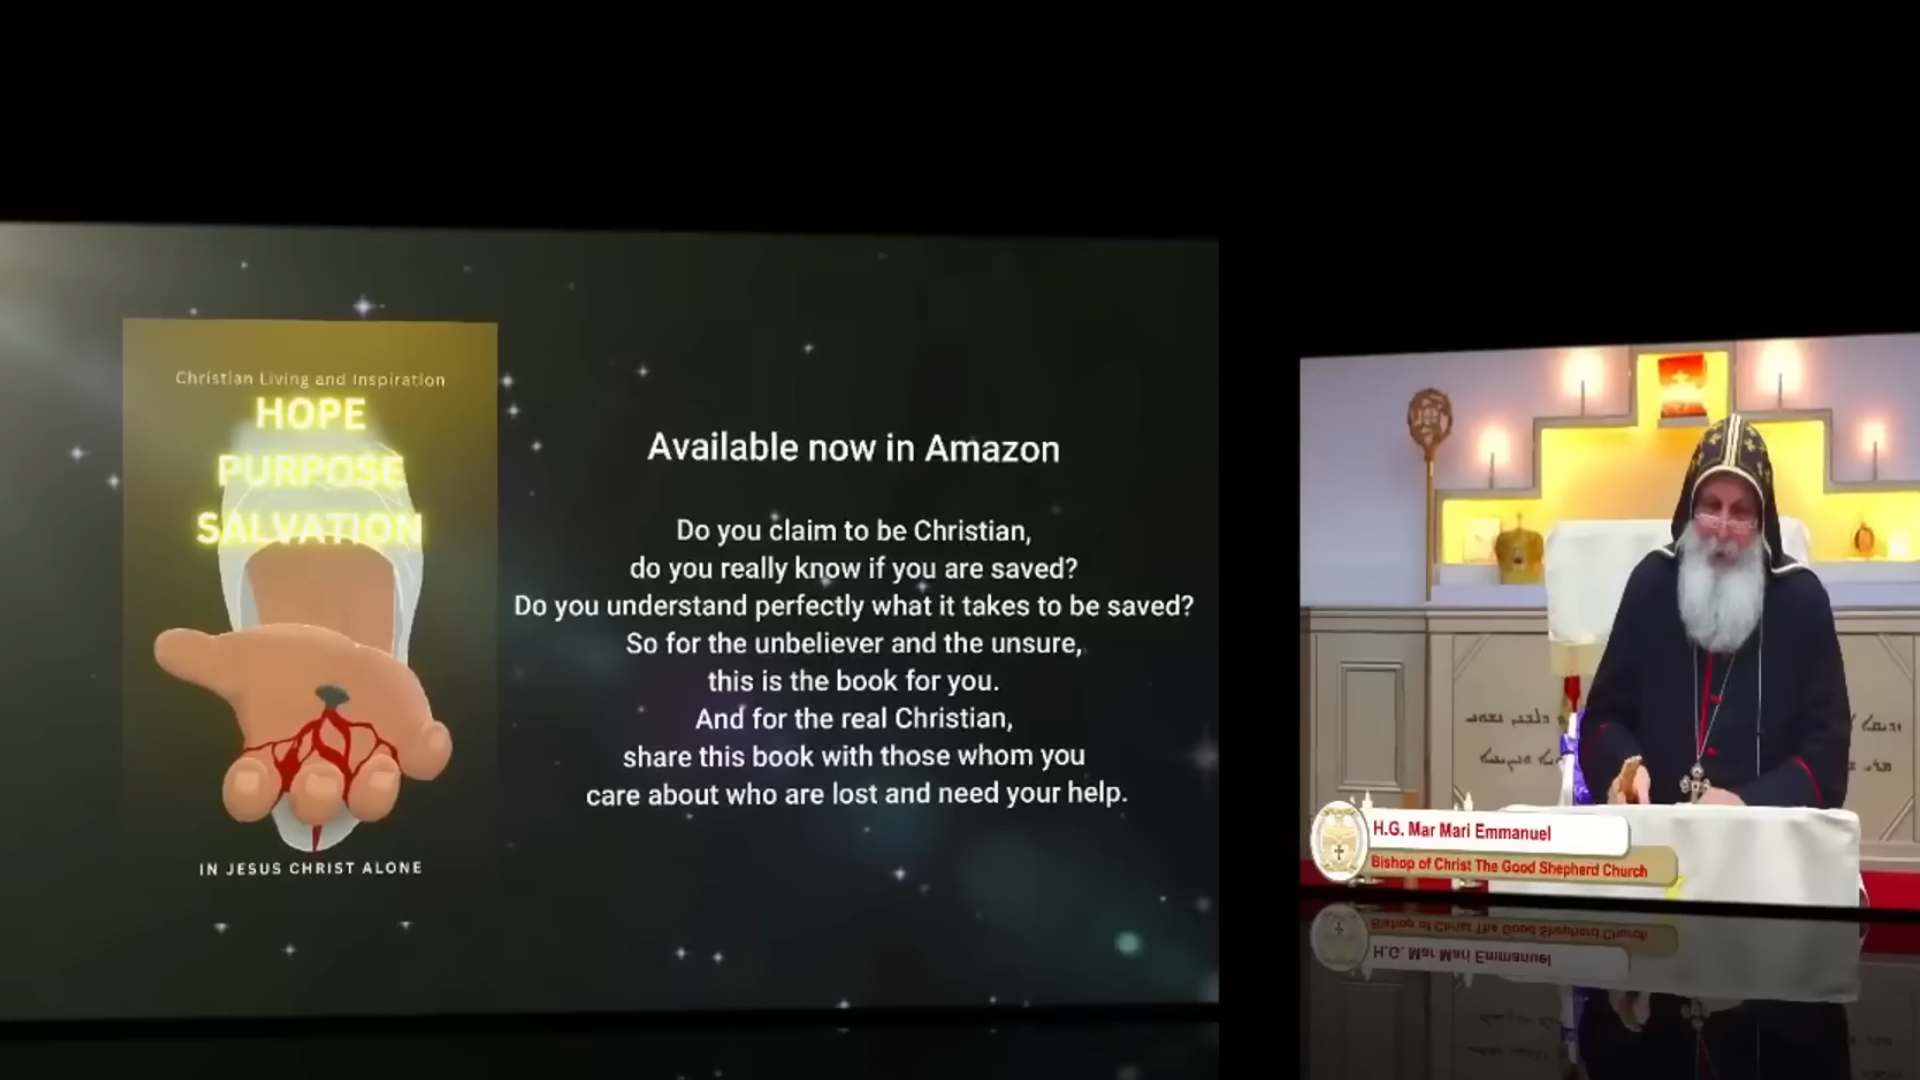 Christian Living and Inspiration
HOPE
PURPOSE
SALVATION
IN JESUS CHRIST ALONE
Available now in Amazon
Do you claim to be Christian,
do you really know if you are saved?
Do you understand perfectly what it takes to be saved?
So for the unbeliever and the unsure,
this is the book for you.
And for the real Christian,
share this book with those whom you
care about who are lost and need your help.
H.G. Mar Mari Emmanuel
Bishop of Christ The Good Shepherd Church